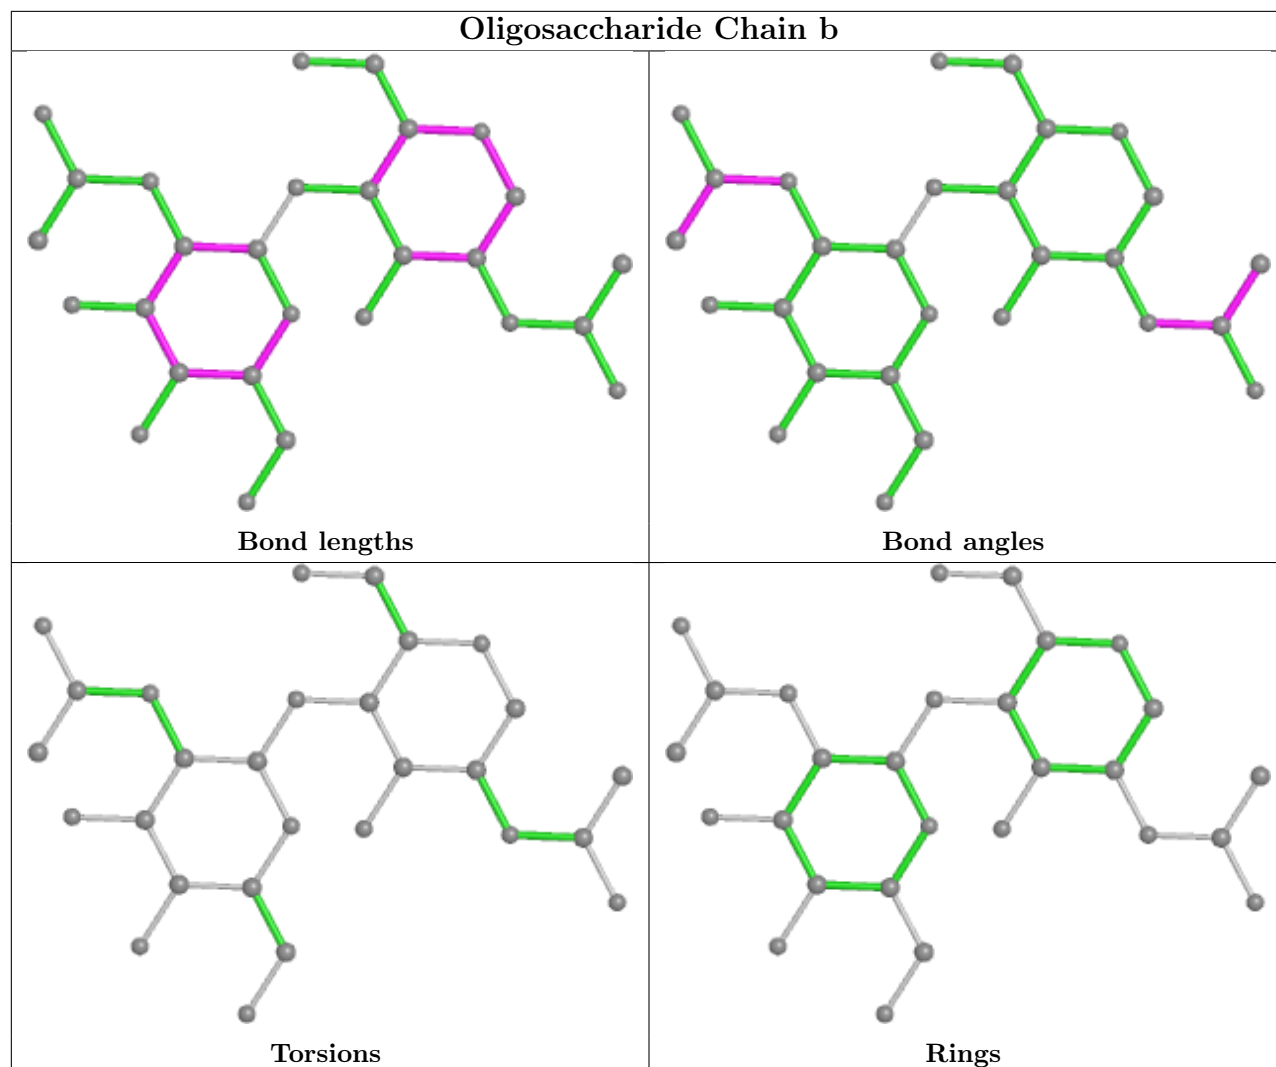 Oligosaccharide Chain b
Bond lengths
Bond angles
Torsions
Rings